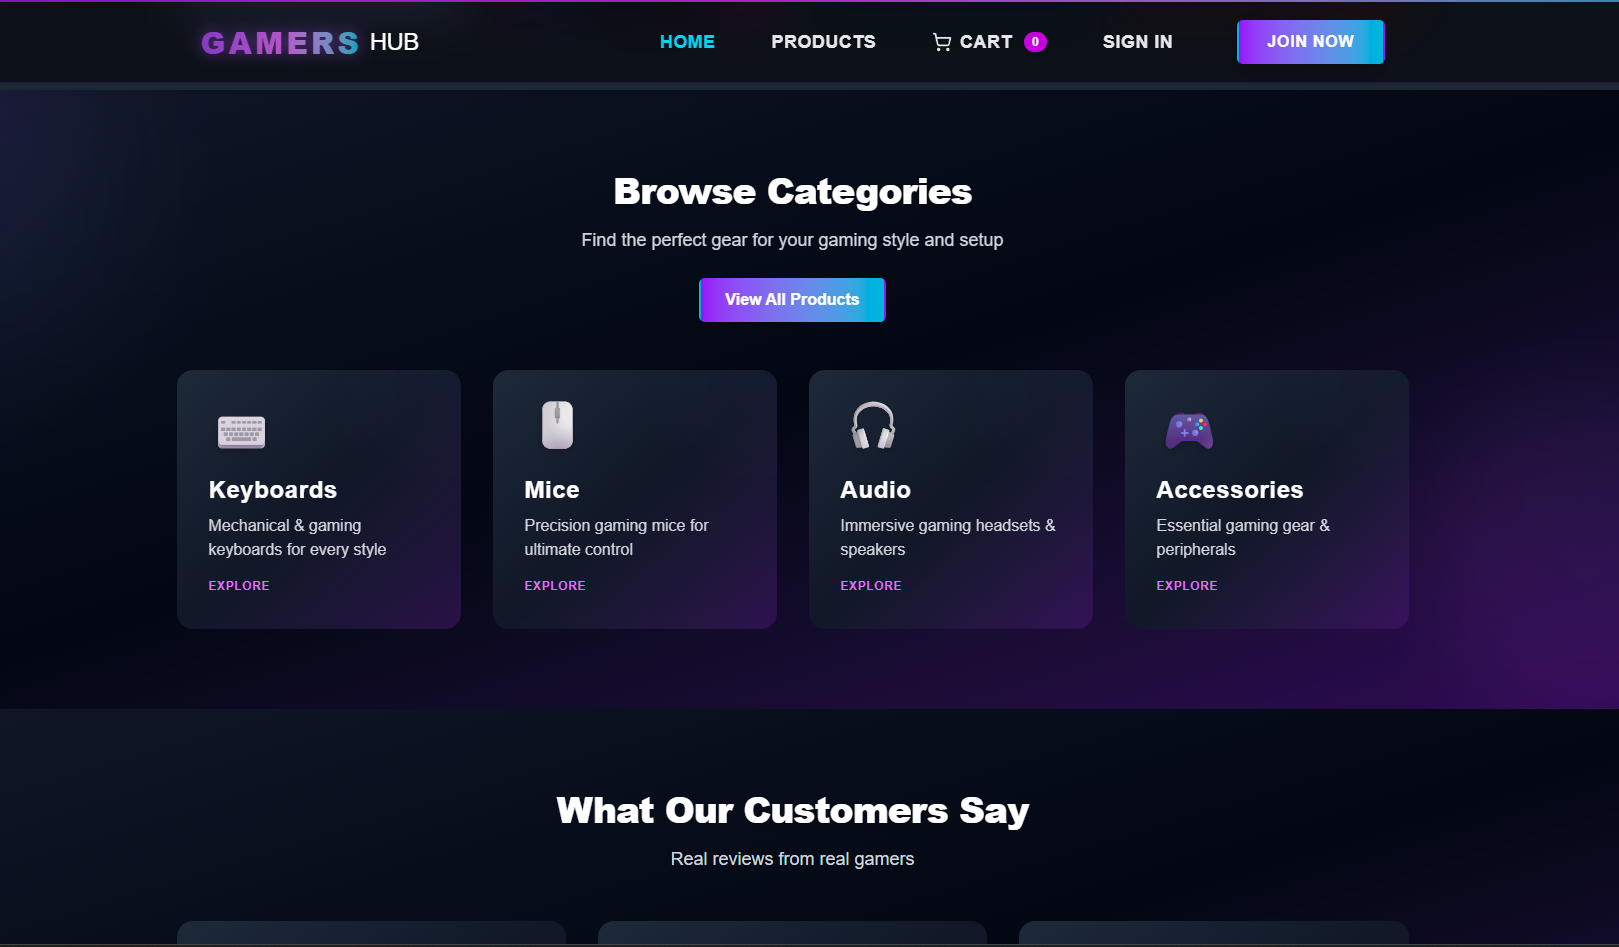 GAMERS HUB
HOME
PRODUCTS
CART 0
SIGN IN
JOIN NOW
Browse Categories
Find the perfect gear for your gaming style and setup
View All Products
Keyboards
Mechanical & gaming
keyboards for every style
EXPLORE
Mice
Precision gaming mice for
ultimate control
EXPLORE
Audio
Immersive gaming headsets &
speakers
EXPLORE
Accessories
Essential gaming gear &
peripherals
EXPLORE
What Our Customers Say
Real reviews from real gamers